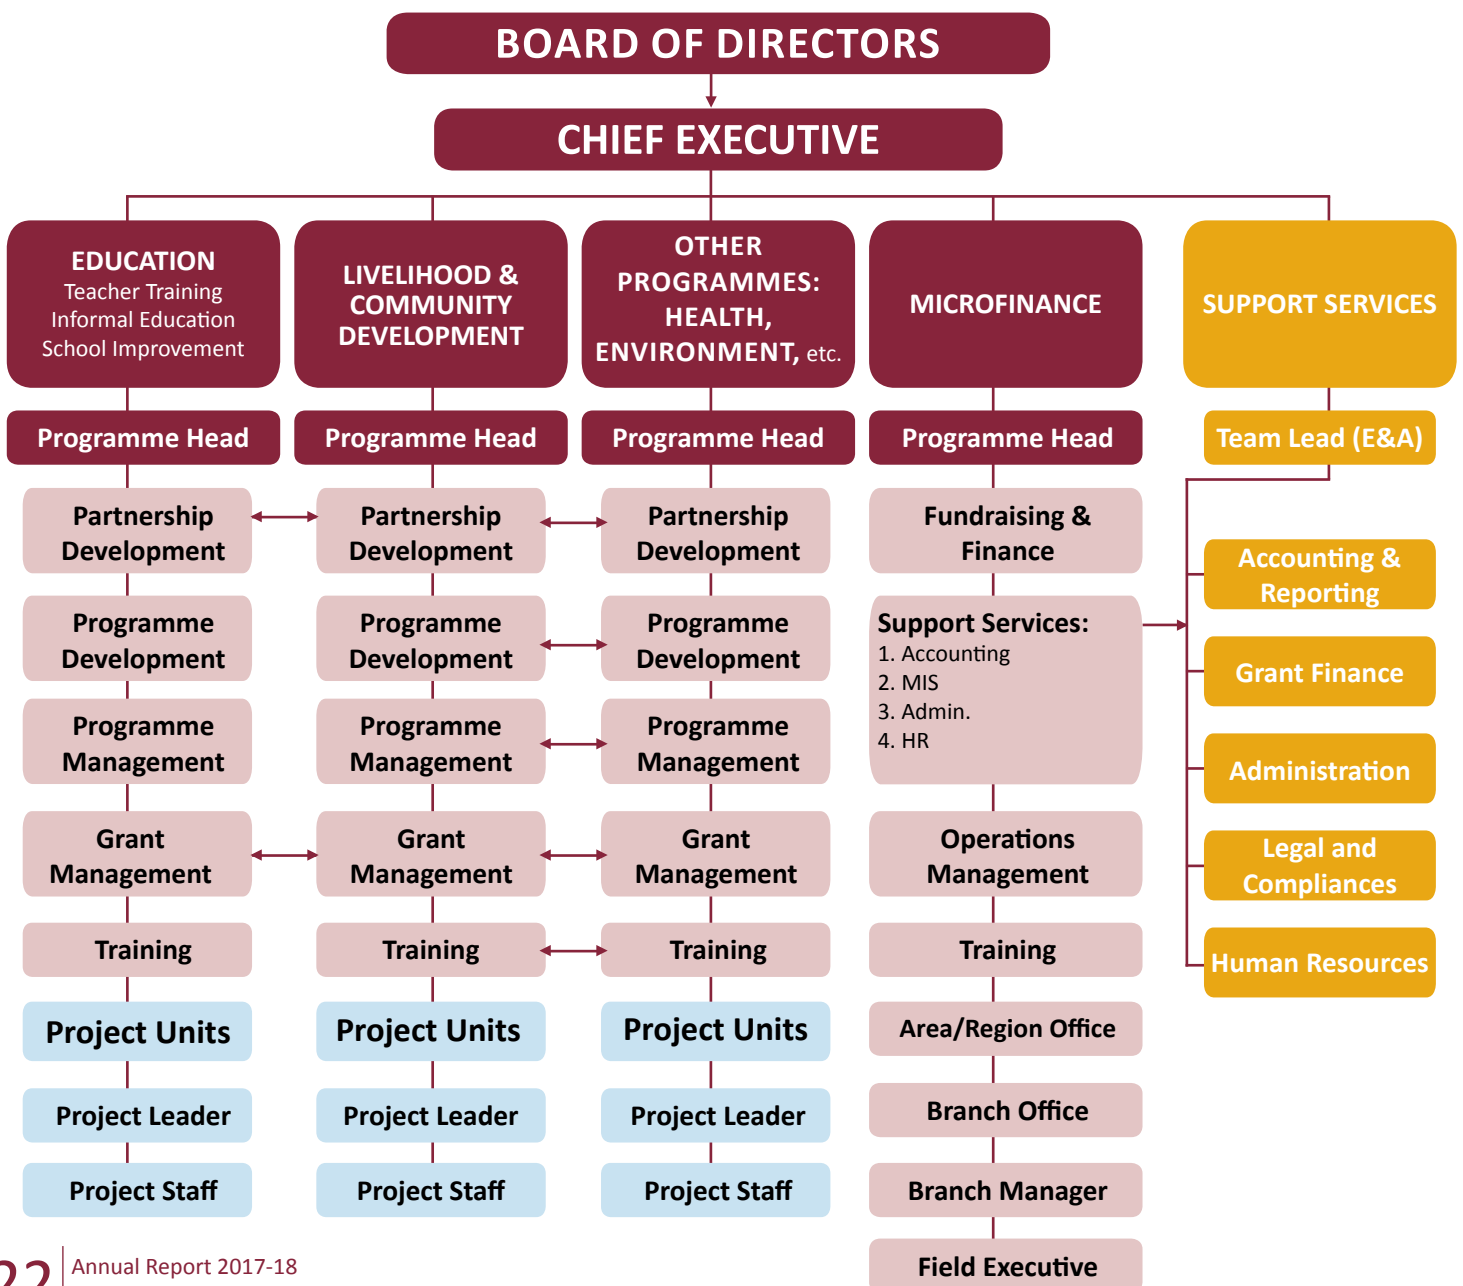 BOARD OF DIRECTORS
CHIEF EXECUTIVE
EDUCATION
Teacher Training
Informal Education
School Improvement
Programme Head
Partnership
Development
Programme
Development
Programme
Management
Grant
Management
Training
Project Units
Project Leader
Project Staff
LIVELIHOOD &
COMMUNITY
DEVELOPMENT
Programme Head
Partnership
Development
Programme
Development
Programme
Management
Grant
Management
Training
Project Units
Project Leader
Project Staff
OTHER
PROGRAMMES:
HEALTH,
ENVIRONMENT, etc.
Programme Head
Partnership
Development
Programme
Development
Programme
Management
Grant
Management
Training
Project Units
Project Leader
Project Staff
MICROFINANCE
Programme Head
Fundraising &
Finance
Support Services:
1. Accounting
2. MIS
3. Admin.
4. HR
Operations
Management
Training
Area/Region Office
Branch Office
Branch Manager
Field Executive
SUPPORT SERVICES
Team Lead (E&A)
Accounting &
Reporting
Grant Finance
Administration
Legal and
Compliances
Human Resources
22
Annual Report 2017-18